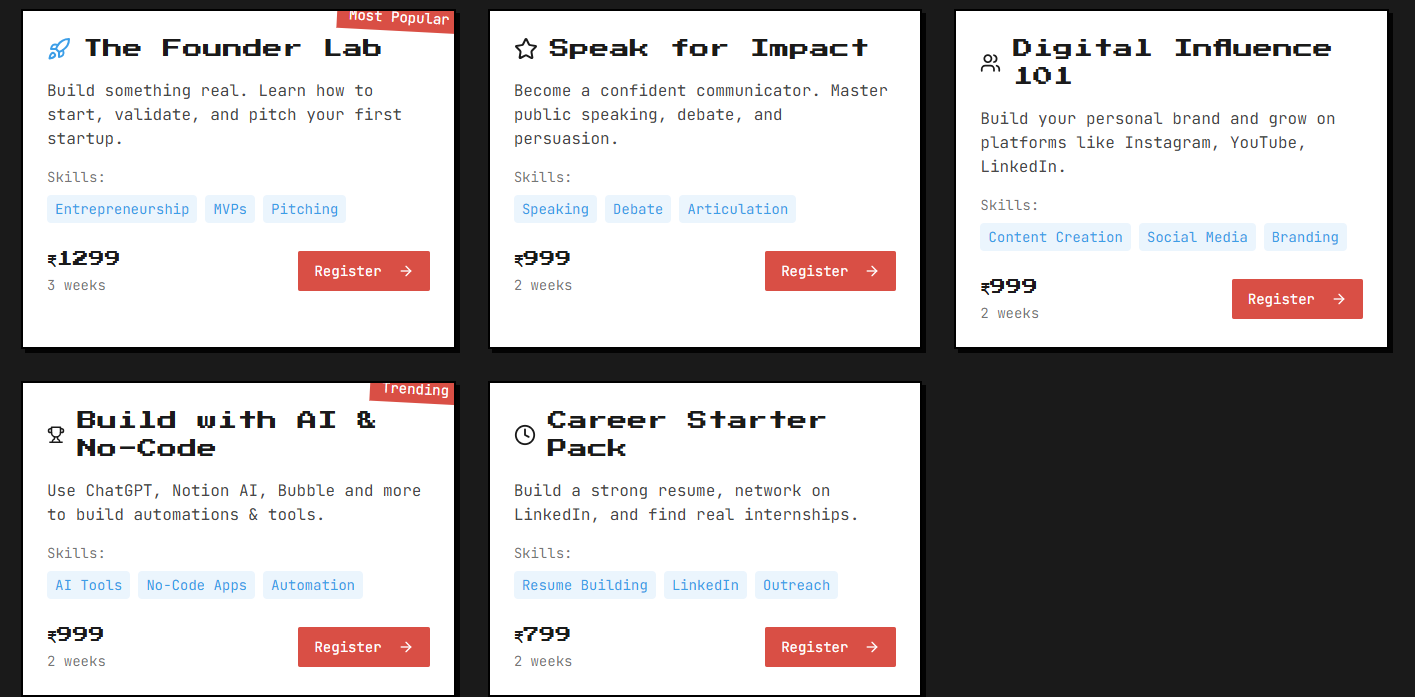 Most Popular
The Founder Lab
Build something real. Learn how to
start, validate, and pitch your first
startup.
Skills:
Entrepreneurship MVPs Pitching
₹1299
3 weeks
Register →
Speak for Impact
Become a confident communicator. Master
public speaking, debate, and
persuasion.
Skills:
Speaking Debate Articulation
₹999
2 weeks
Register →
Digital Influence
101
Build your personal brand and grow on
platforms like Instagram, YouTube,
LinkedIn.
Skills:
Content Creation Social Media Branding
₹999
2 weeks
Register →
Trending
Build with AI &
No-Code
Use ChatGPT, Notion AI, Bubble and more
to build automations & tools.
Skills:
AI Tools No-Code Apps Automation
₹999
2 weeks
Register →
Career Starter
Pack
Build a strong resume, network on
LinkedIn, and find real internships.
Skills:
Resume Building LinkedIn Outreach
₹799
2 weeks
Register →